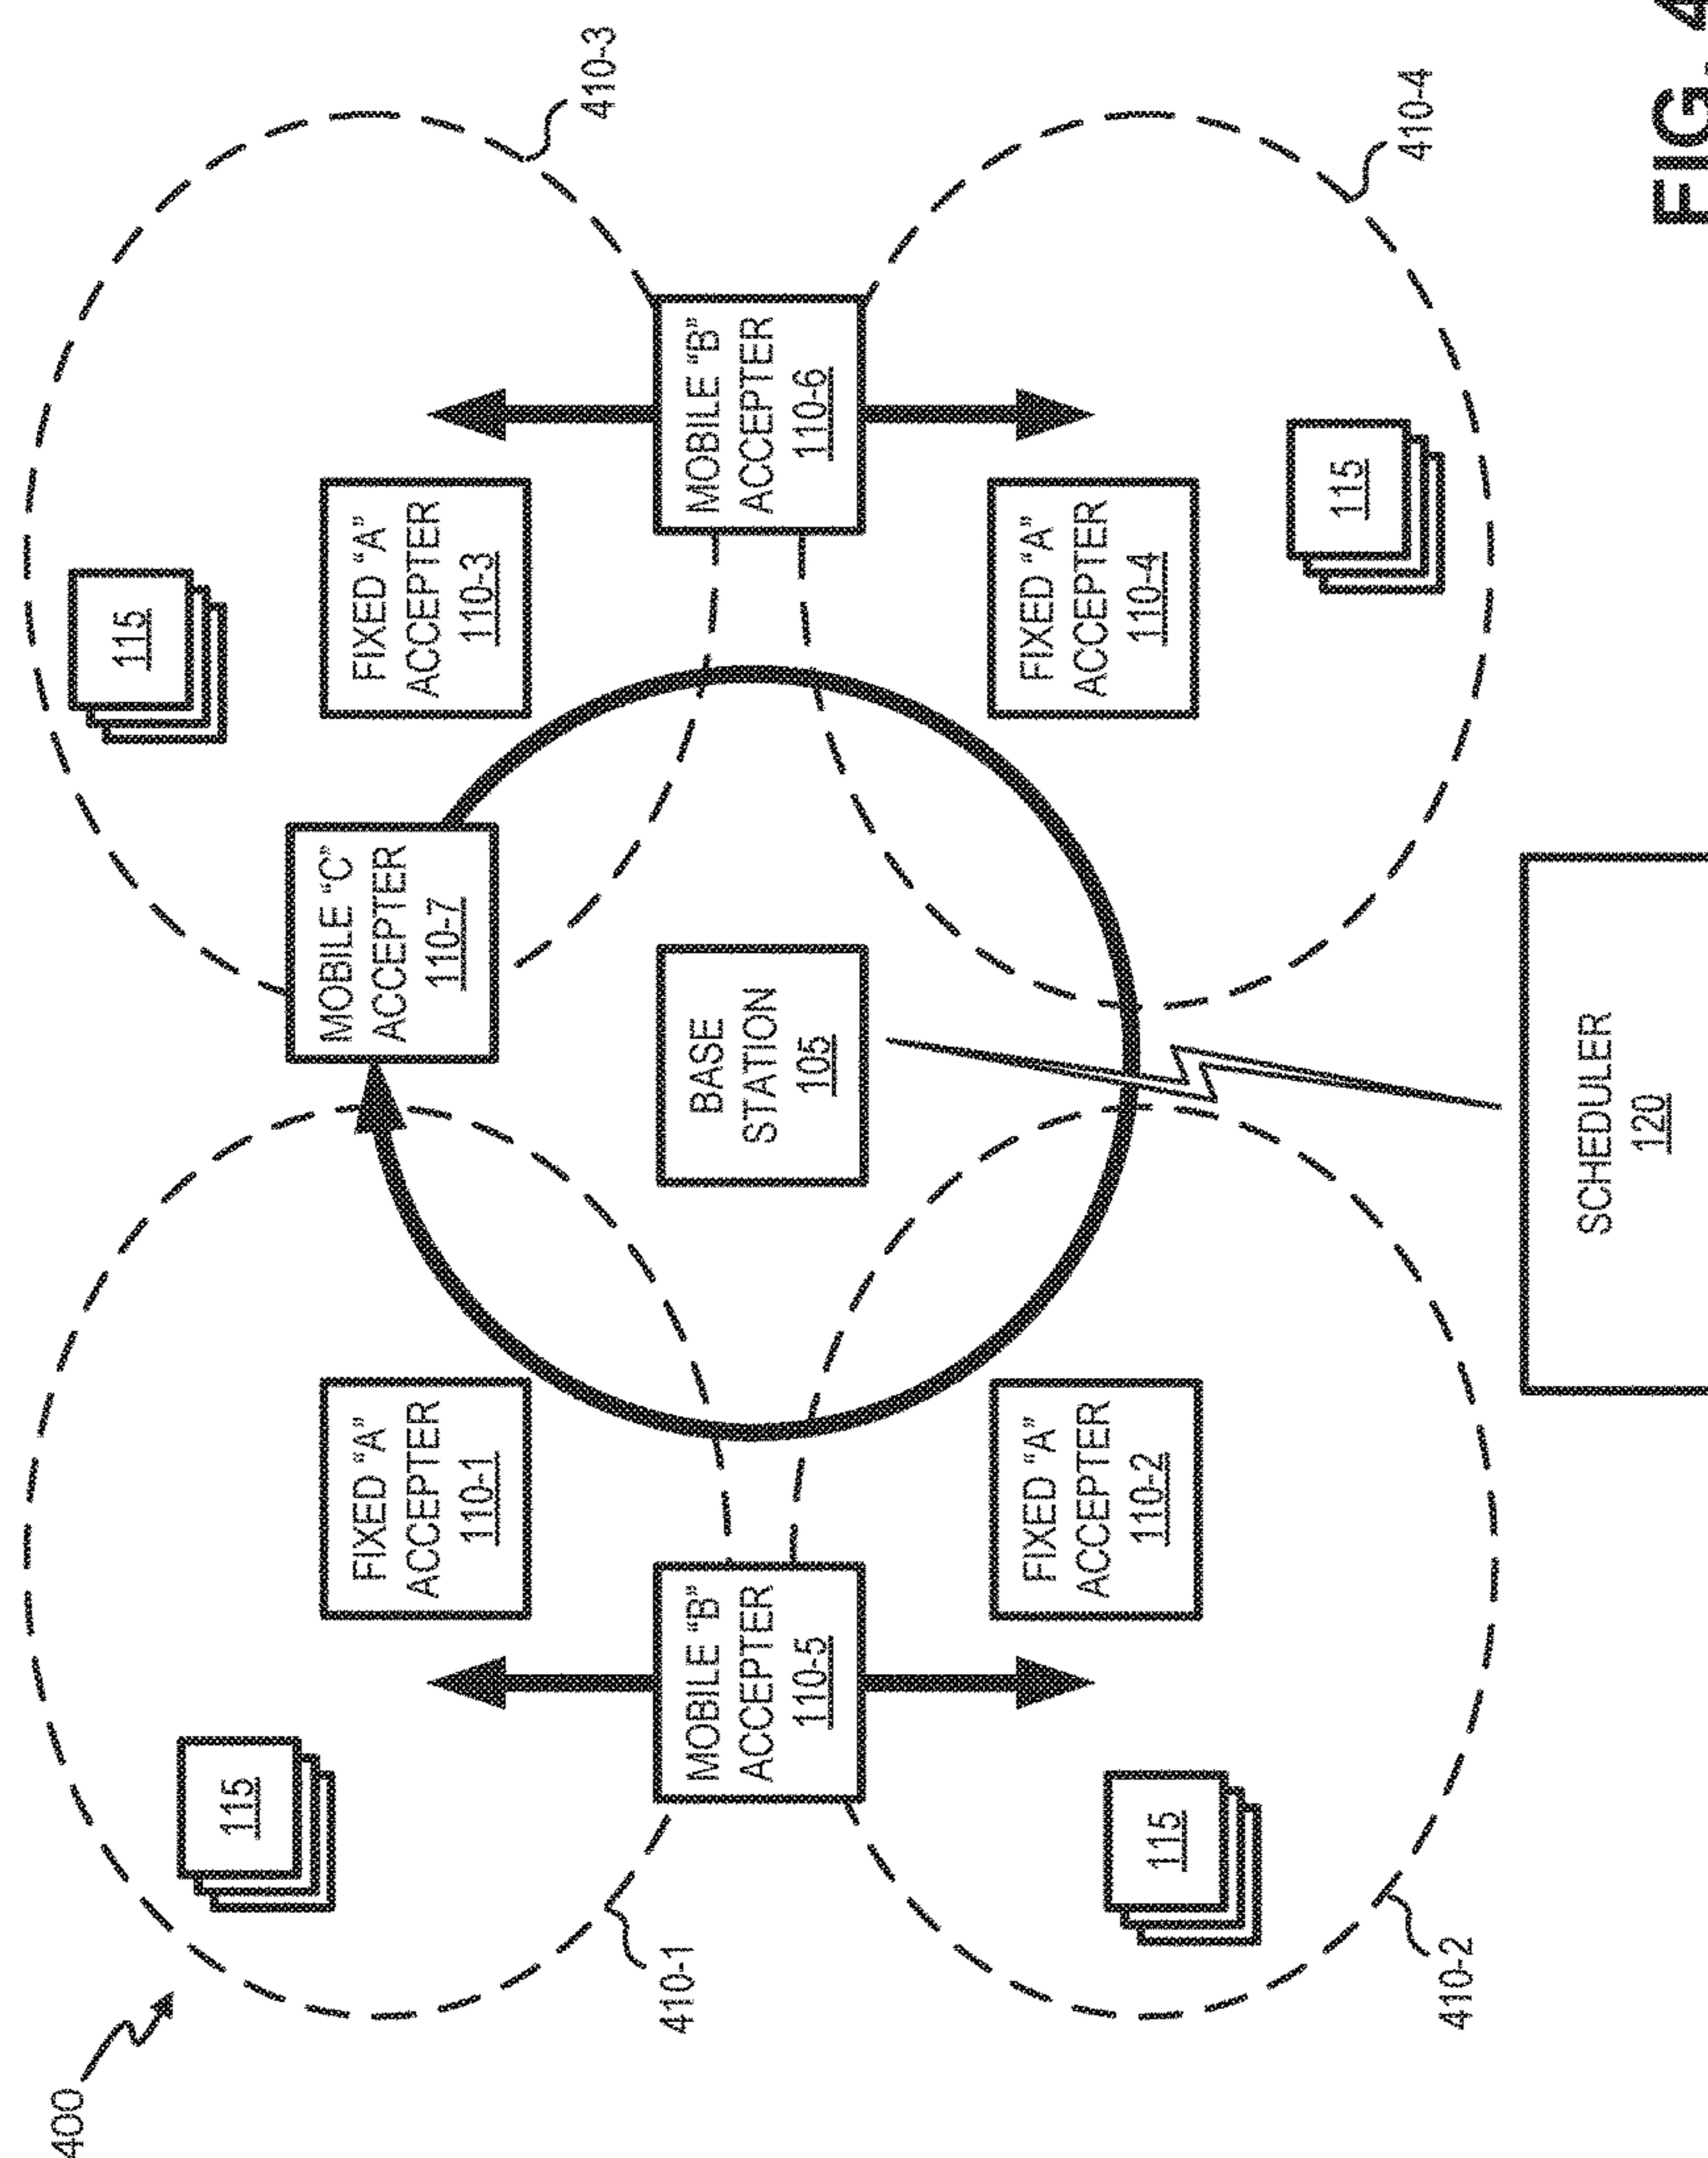 400
410-1
410-3
115
115
FIXED "A"
ACCEPTER
110-1
MOBILE "C"
ACCEPTER
110-7
FIXED "A"
ACCEPTER
110-3
MOBILE "B"
ACCEPTER
110-5
BASE
STATION
105
MOBILE "B"
ACCEPTER
110-6
FIXED "A"
ACCEPTER
110-2
FIXED "A"
ACCEPTER
110-4
115
115
410-2
410-4
SCHEDULER
120
FIG. 4